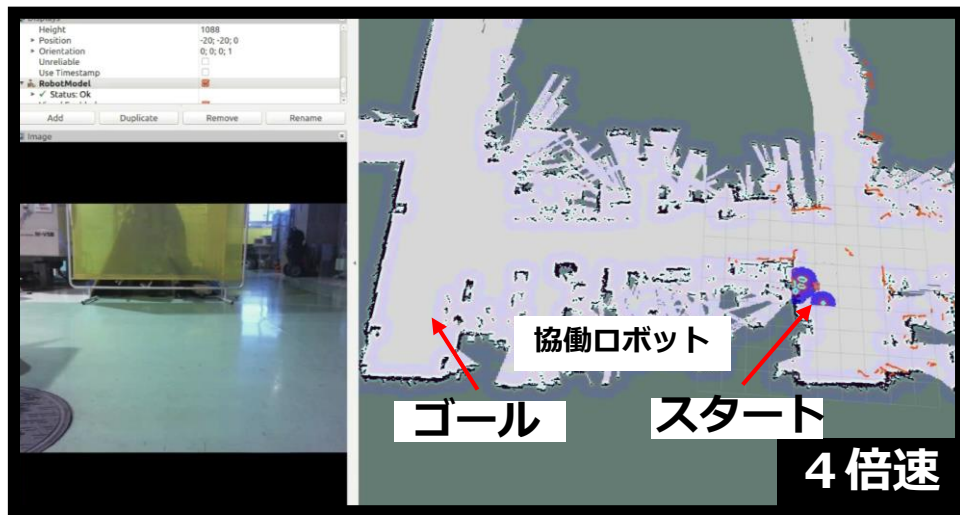 Displays
Height 1088
Position -20; -20; 0
Orientation 0; 0; 0; 1
Unreliable
Use Timestamp
RobotModel
✓ Status: Ok
Add Duplicate Remove Rename
Image
協働ロボット
ゴール
スタート
4倍速